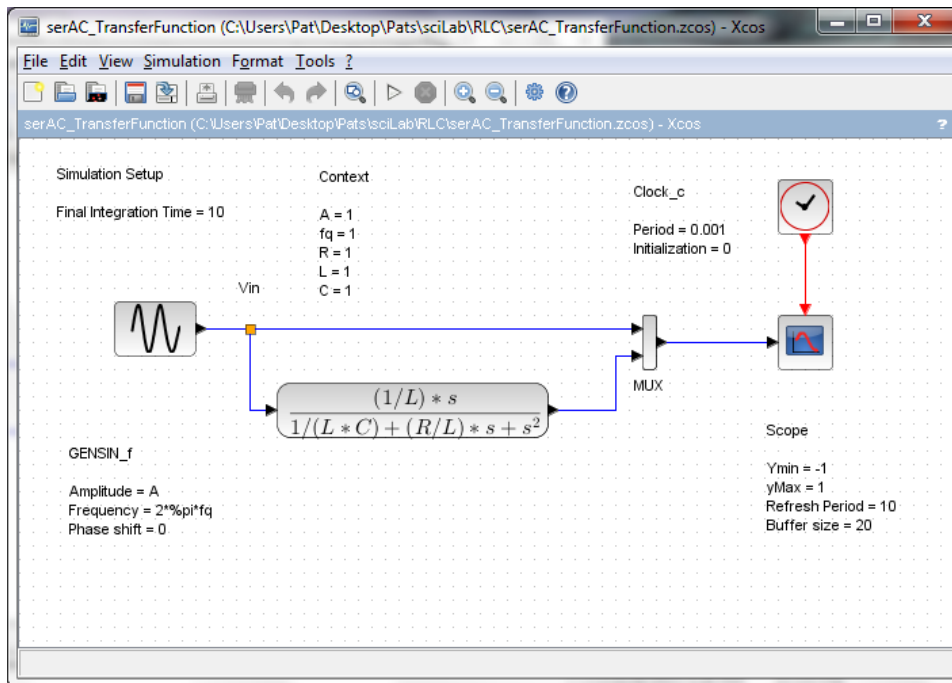 serAC_TransferFunction (C:\Users\Pat\Desktop\Pats\sciLab\RLC\serAC_TransferFunction.zcos) - Xcos
File Edit View Simulation Format Tools ?
serAC_TransferFunction (C:\Users\Pat\Desktop\Pats\sciLab\RLC\serAC_TransferFunction.zcos) - Xcos ?
Simulation Setup
Final Integration Time = 10
Context
A = 1
fq = 1
R = 1
L = 1
C = 1
Clock_c
Period = 0.001
Initialization = 0
Vin
MUX
(1/L) * s
1/(L * C) + (R/L) * s + s²
GENSIN_f
Amplitude = A
Frequency = 2*%pi*fq
Phase shift = 0
Scope
Ymin = -1
yMax = 1
Refresh Period = 10
Buffer size = 20